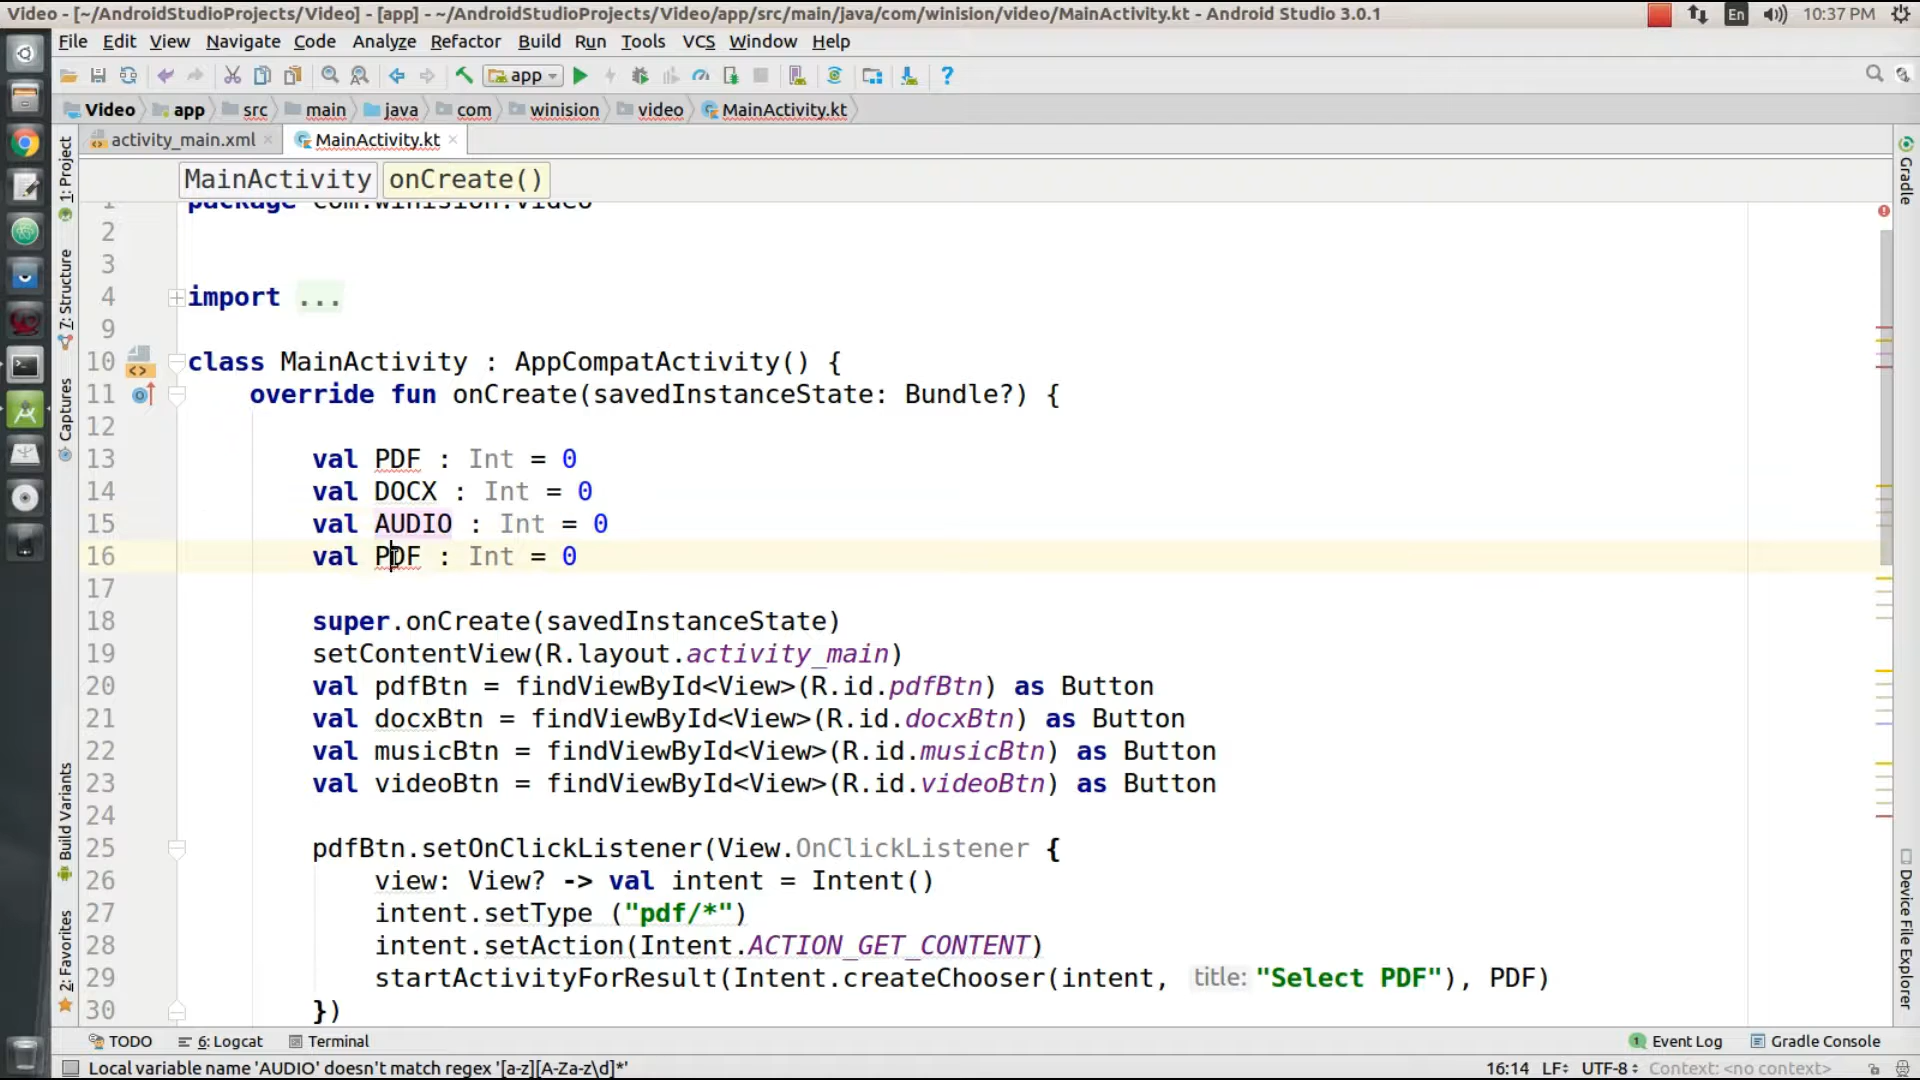 Video - [~/AndroidStudioProjects/Video] - [app] - ~/AndroidStudioProjects/Video/app/src/main/java/com/winision/video/MainActivity.kt - Android Studio 3.0.1
En
10:37 PM
File Edit View Navigate Code Analyze Refactor Build Run Tools VCS Window Help
app
Video app src main java com winision video MainActivity.kt
activity_main.xml MainActivity.kt
MainActivity onCreate()
1 package com.winision.video
2
3
4 import ...
9
10 class MainActivity : AppCompatActivity() {
11 override fun onCreate(savedInstanceState: Bundle?) {
12
13 val PDF : Int = 0
14 val DOCX : Int = 0
15 val AUDIO : Int = 0
16 val PDF : Int = 0
17
18 super.onCreate(savedInstanceState)
19 setContentView(R.layout.activity_main)
20 val pdfBtn = findViewById<View>(R.id.pdfBtn) as Button
21 val docxBtn = findViewById<View>(R.id.docxBtn) as Button
22 val musicBtn = findViewById<View>(R.id.musicBtn) as Button
23 val videoBtn = findViewById<View>(R.id.videoBtn) as Button
24
25 pdfBtn.setOnClickListener(View.OnClickListener {
26 view: View? -> val intent = Intent()
27 intent.setType ("pdf/*")
28 intent.setAction(Intent.ACTION_GET_CONTENT)
29 startActivityForResult(Intent.createChooser(intent, title: "Select PDF"), PDF)
30 })
1: Project
7: Structure
Captures
Build Variants
2: Favorites
Gradle
Device File Explorer
TODO 6: Logcat Terminal
1 Event Log Gradle Console
Local variable name 'AUDIO' doesn't match regex '[a-z][A-Za-z\d]*'
16:14 LF÷ UTF-8÷ Context: <no context>